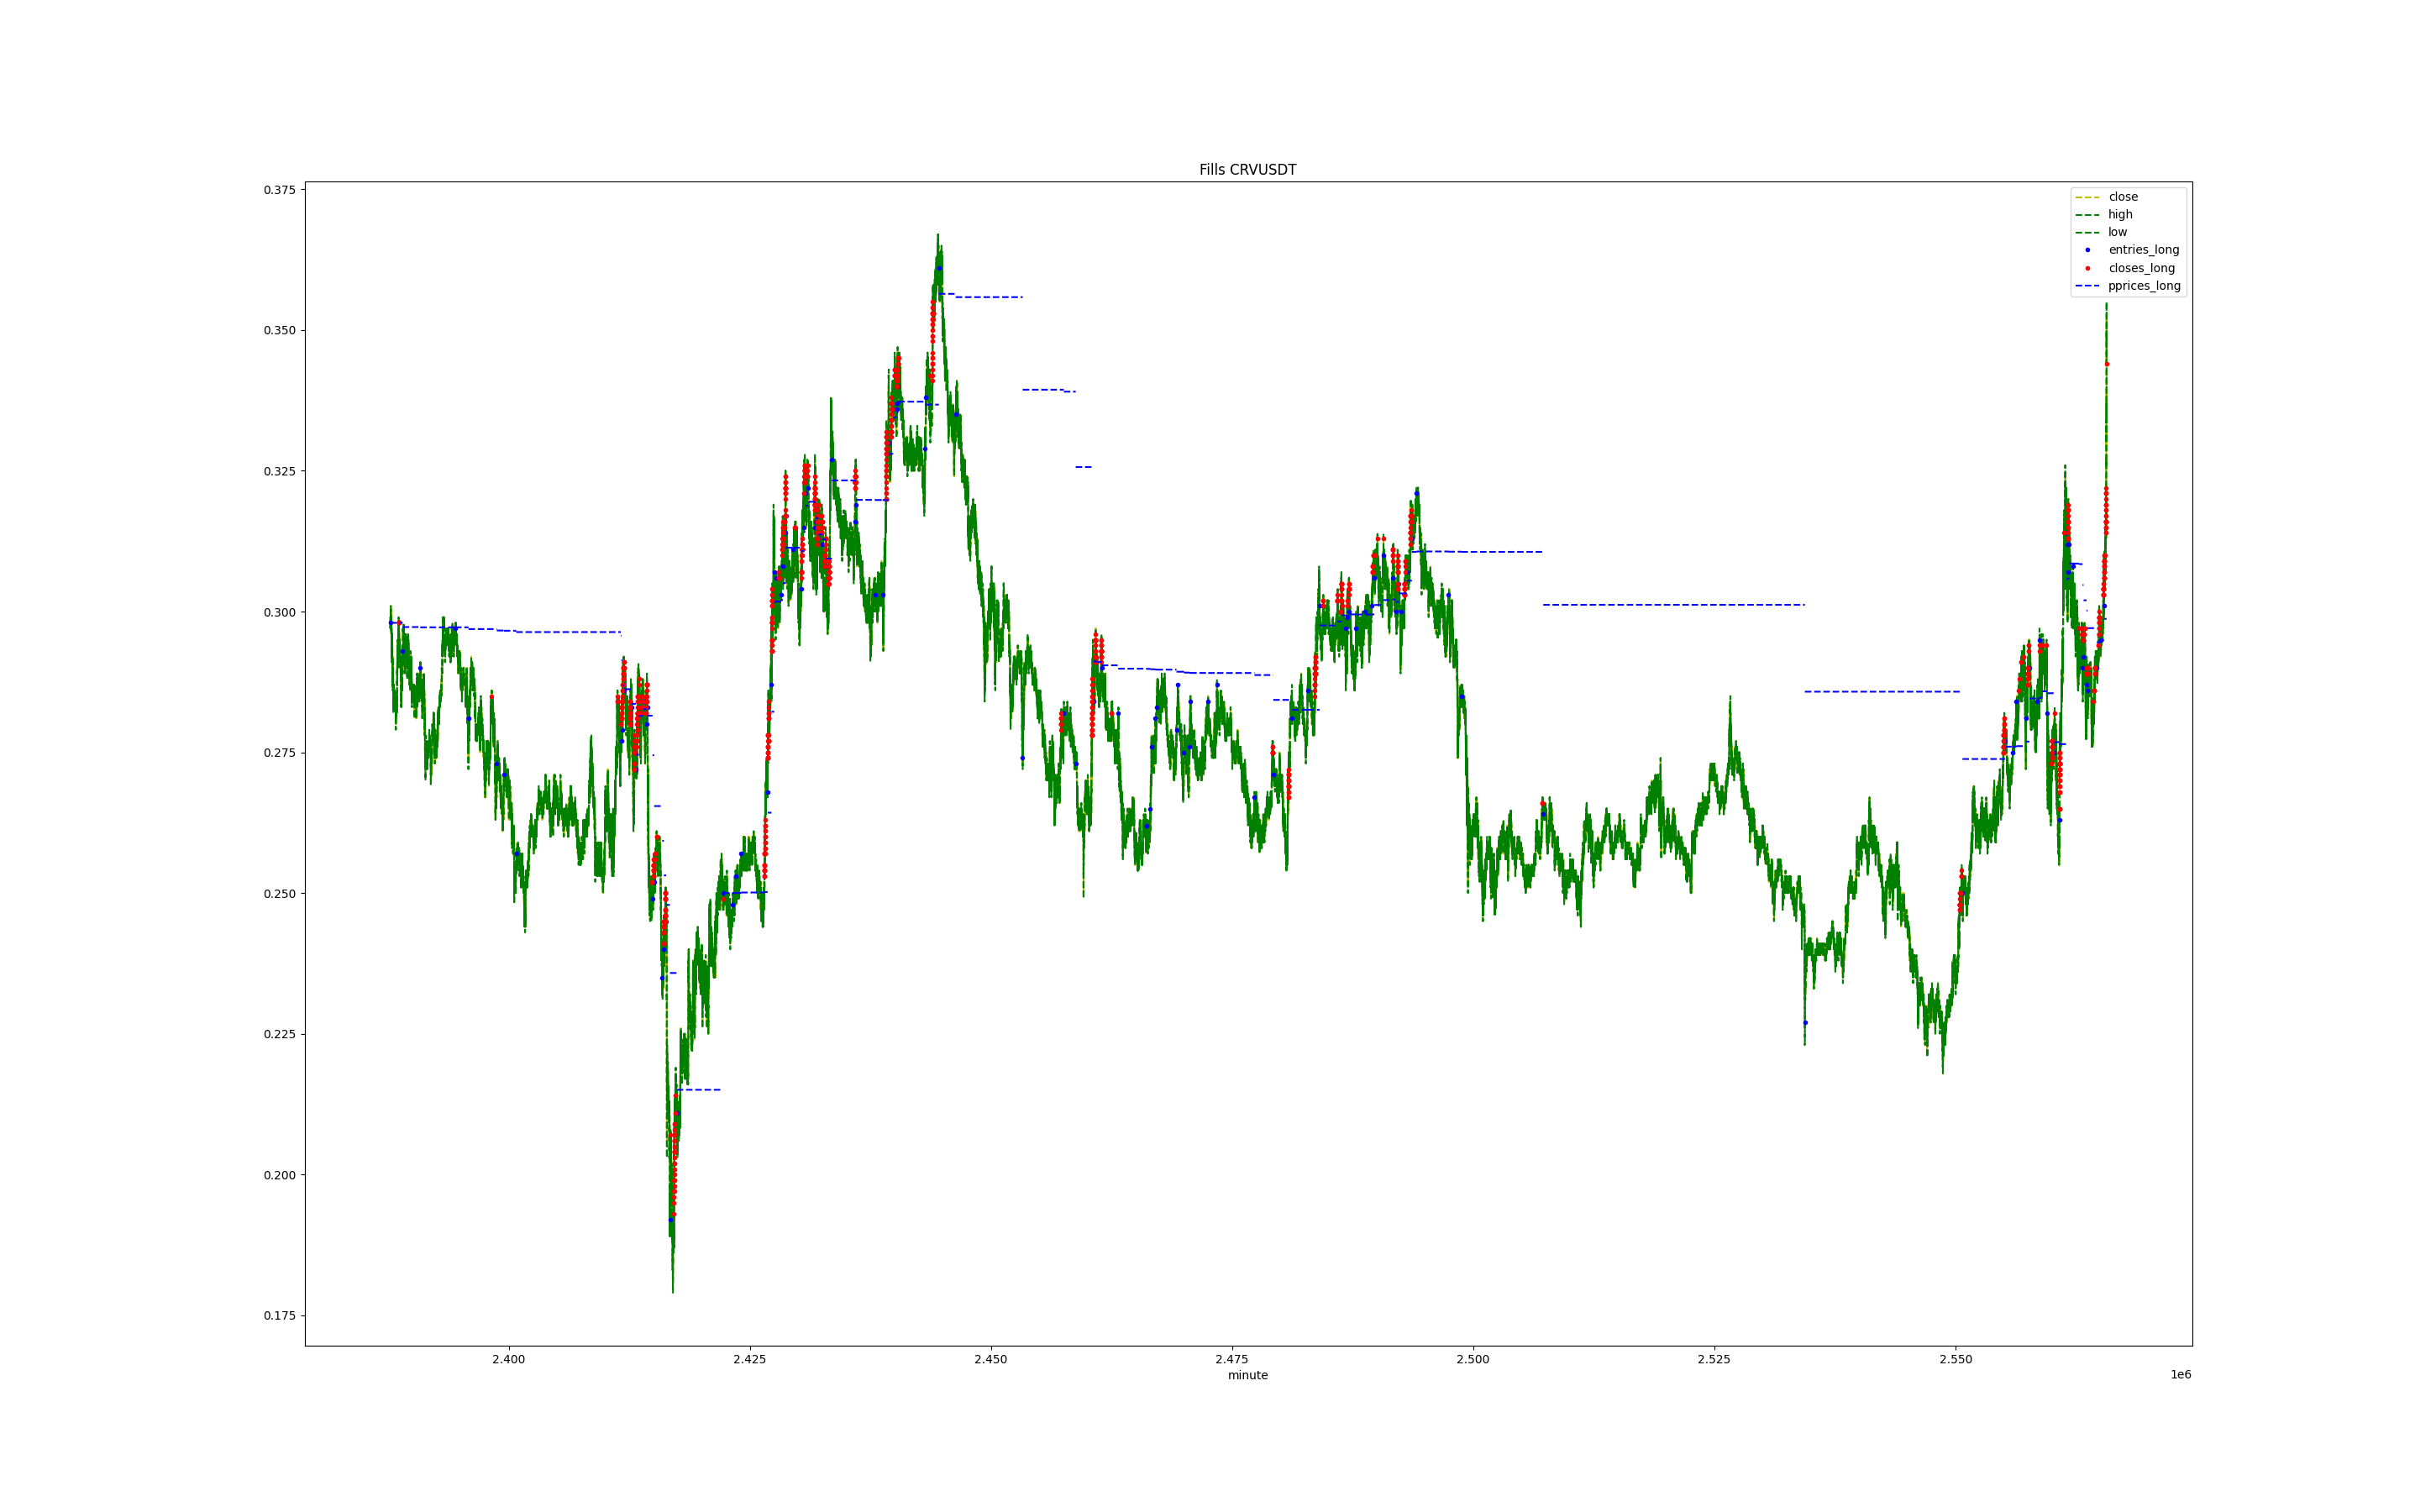 Fills CRVUSDT
0.375
0.350
0.325
0.300
0.275
0.250
0.225
0.200
0.175
close
high
low
entries_long
closes_long
pprices_long
2.400 2.425 2.450 2.475 2.500 2.525 2.550
minute
1e6